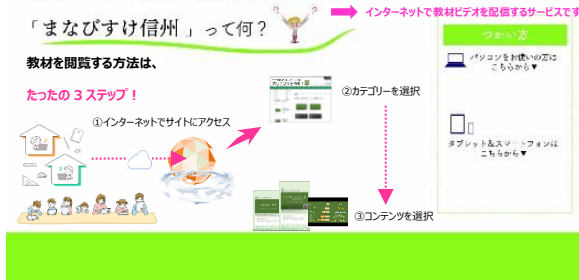 「まなびすけ信州」って何？
インターネットで教材ビデオを配信するサービスです
教材を閲覧する方法は、
たったの3ステップ！
①インターネットでサイトにアクセス
②カテゴリーを選択
③コンテンツを選択
つかい方
パソコンをお使いの方は
こちらから▼
タブレット&スマートフォンは
こちらから▼